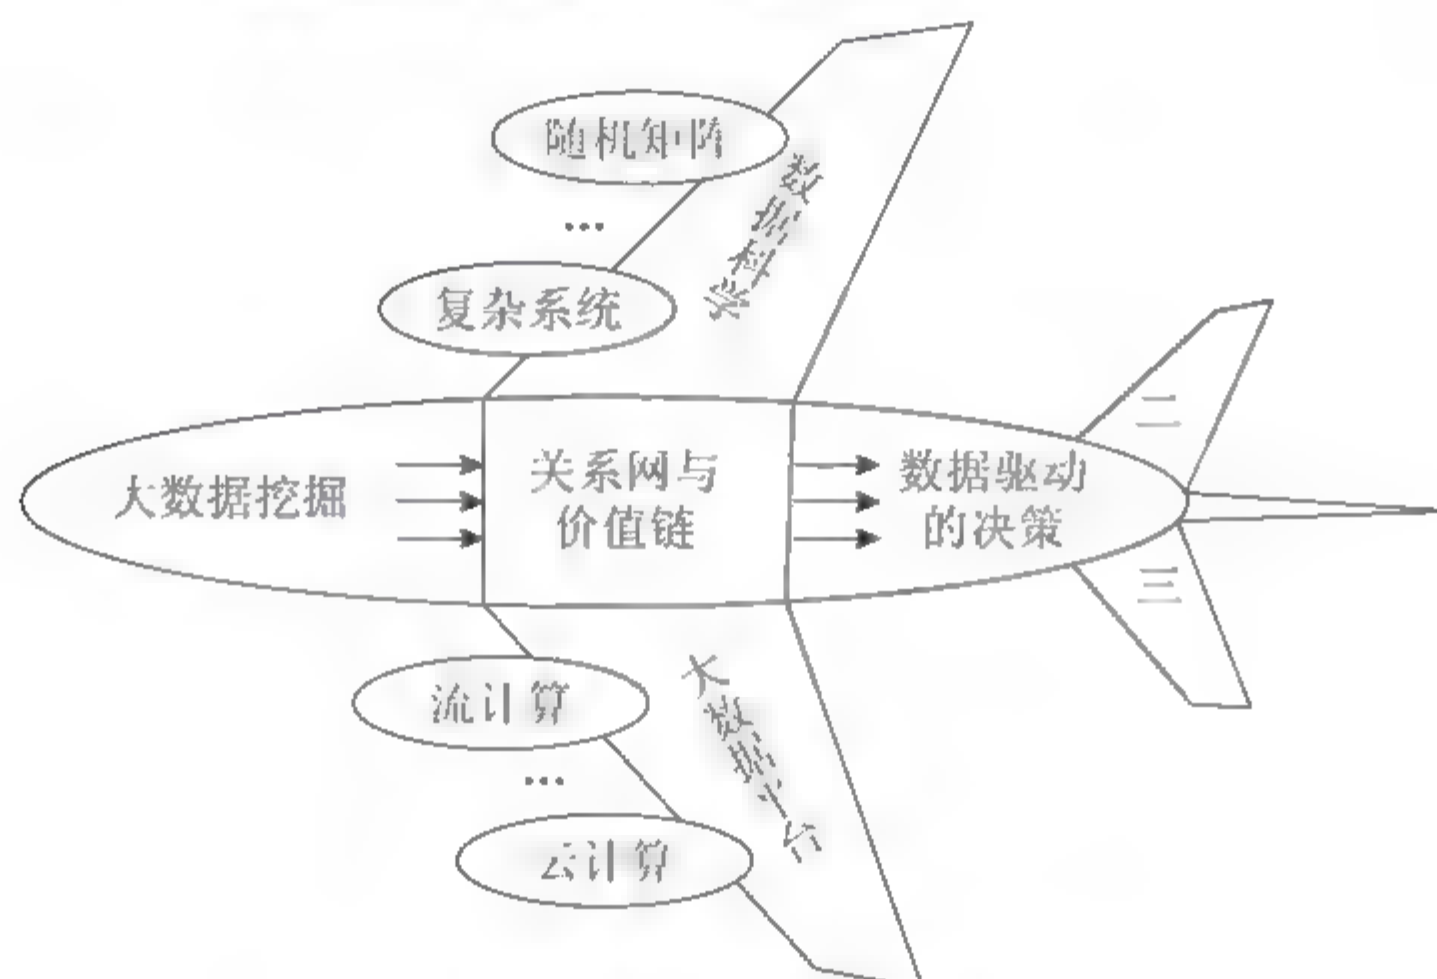 随机矩阵
数据科学
…
复杂系统
二
大数据挖掘
关系网与
价值链
数据驱动
的决策
三
流计算
大数据平台
…
云计算